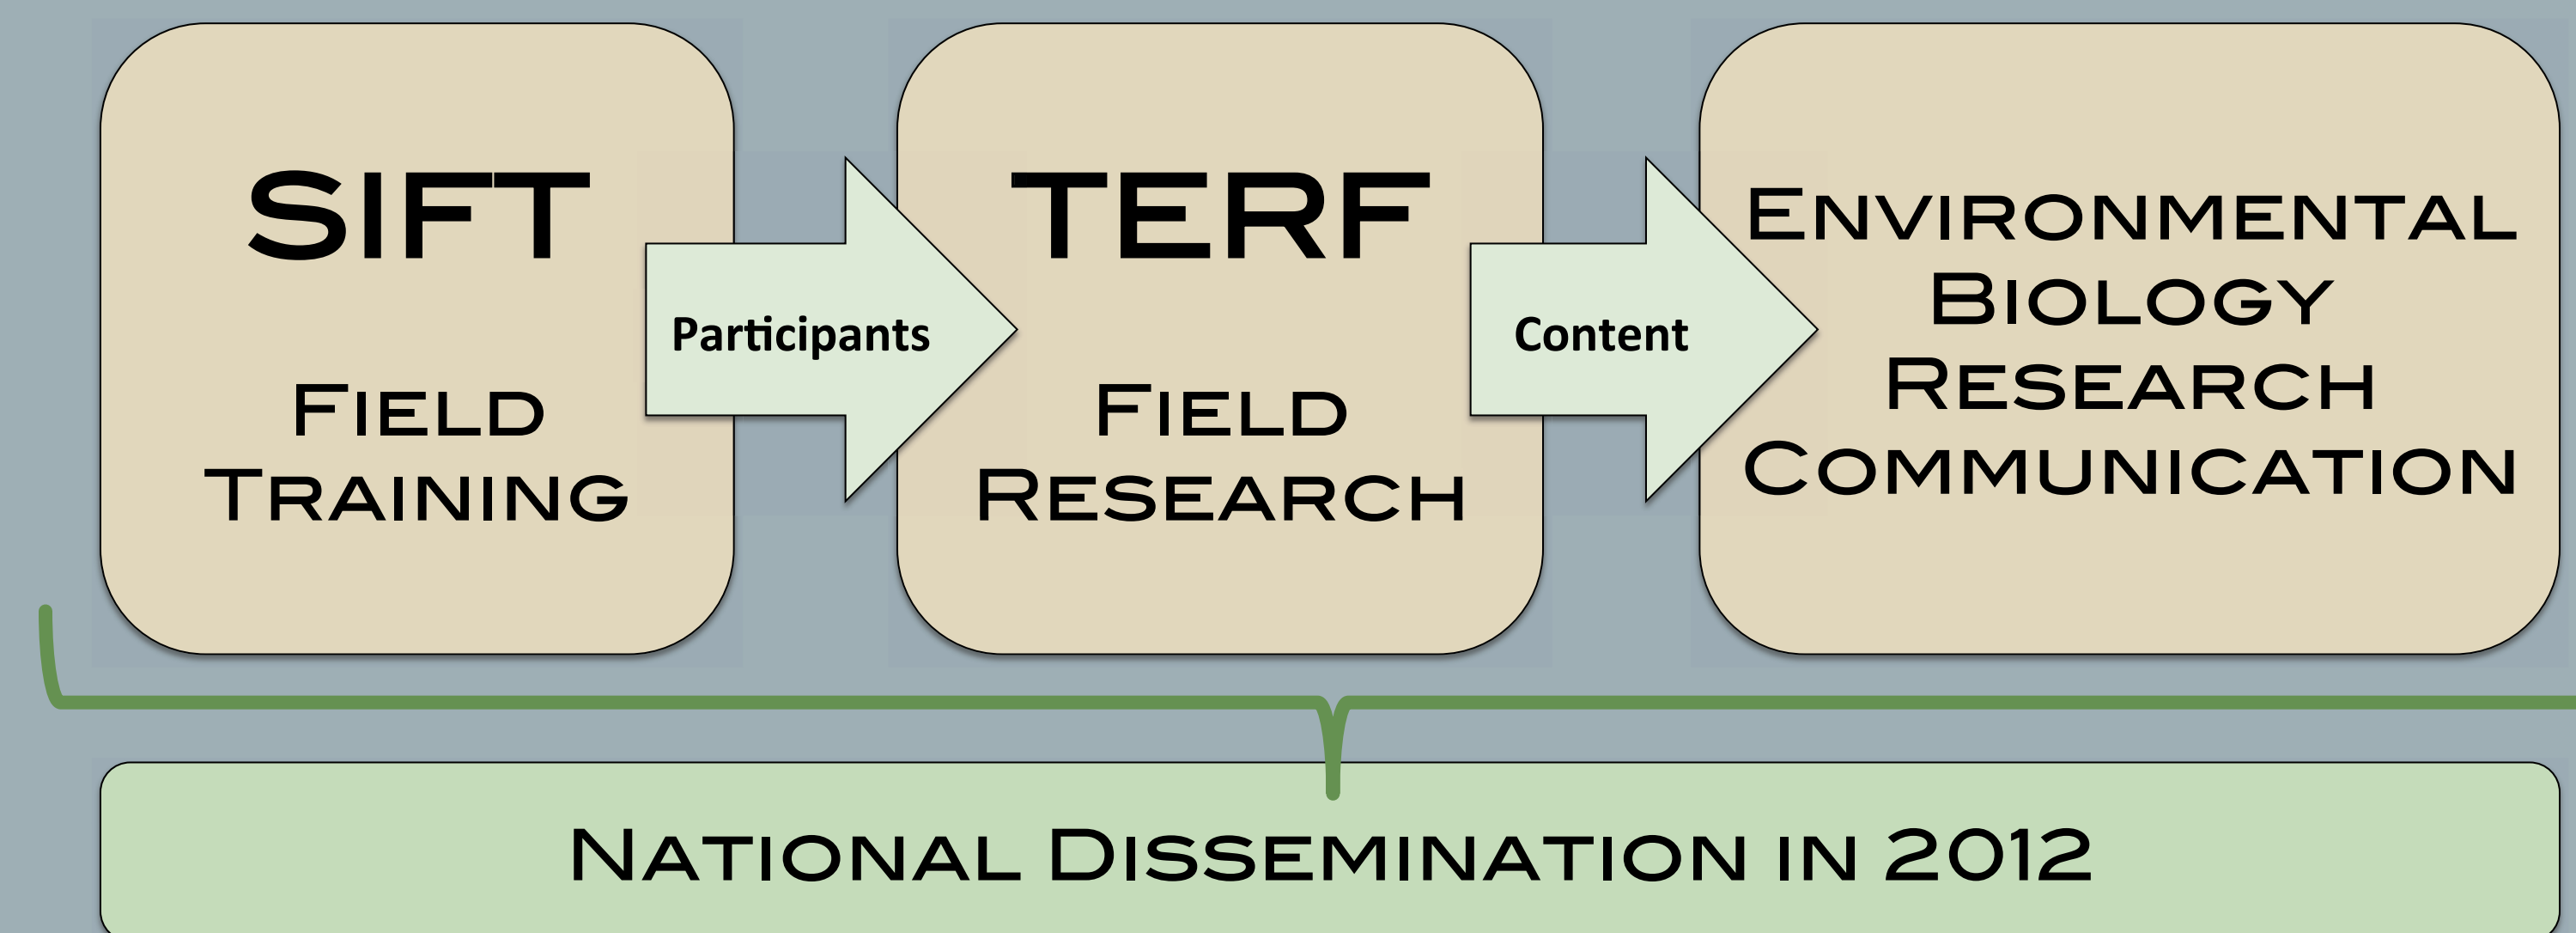 SIFT
Field
Training
Participants
TERF
Field
Research
Content
Environmental
Biology
Research
Communication
National Dissemination in 2012